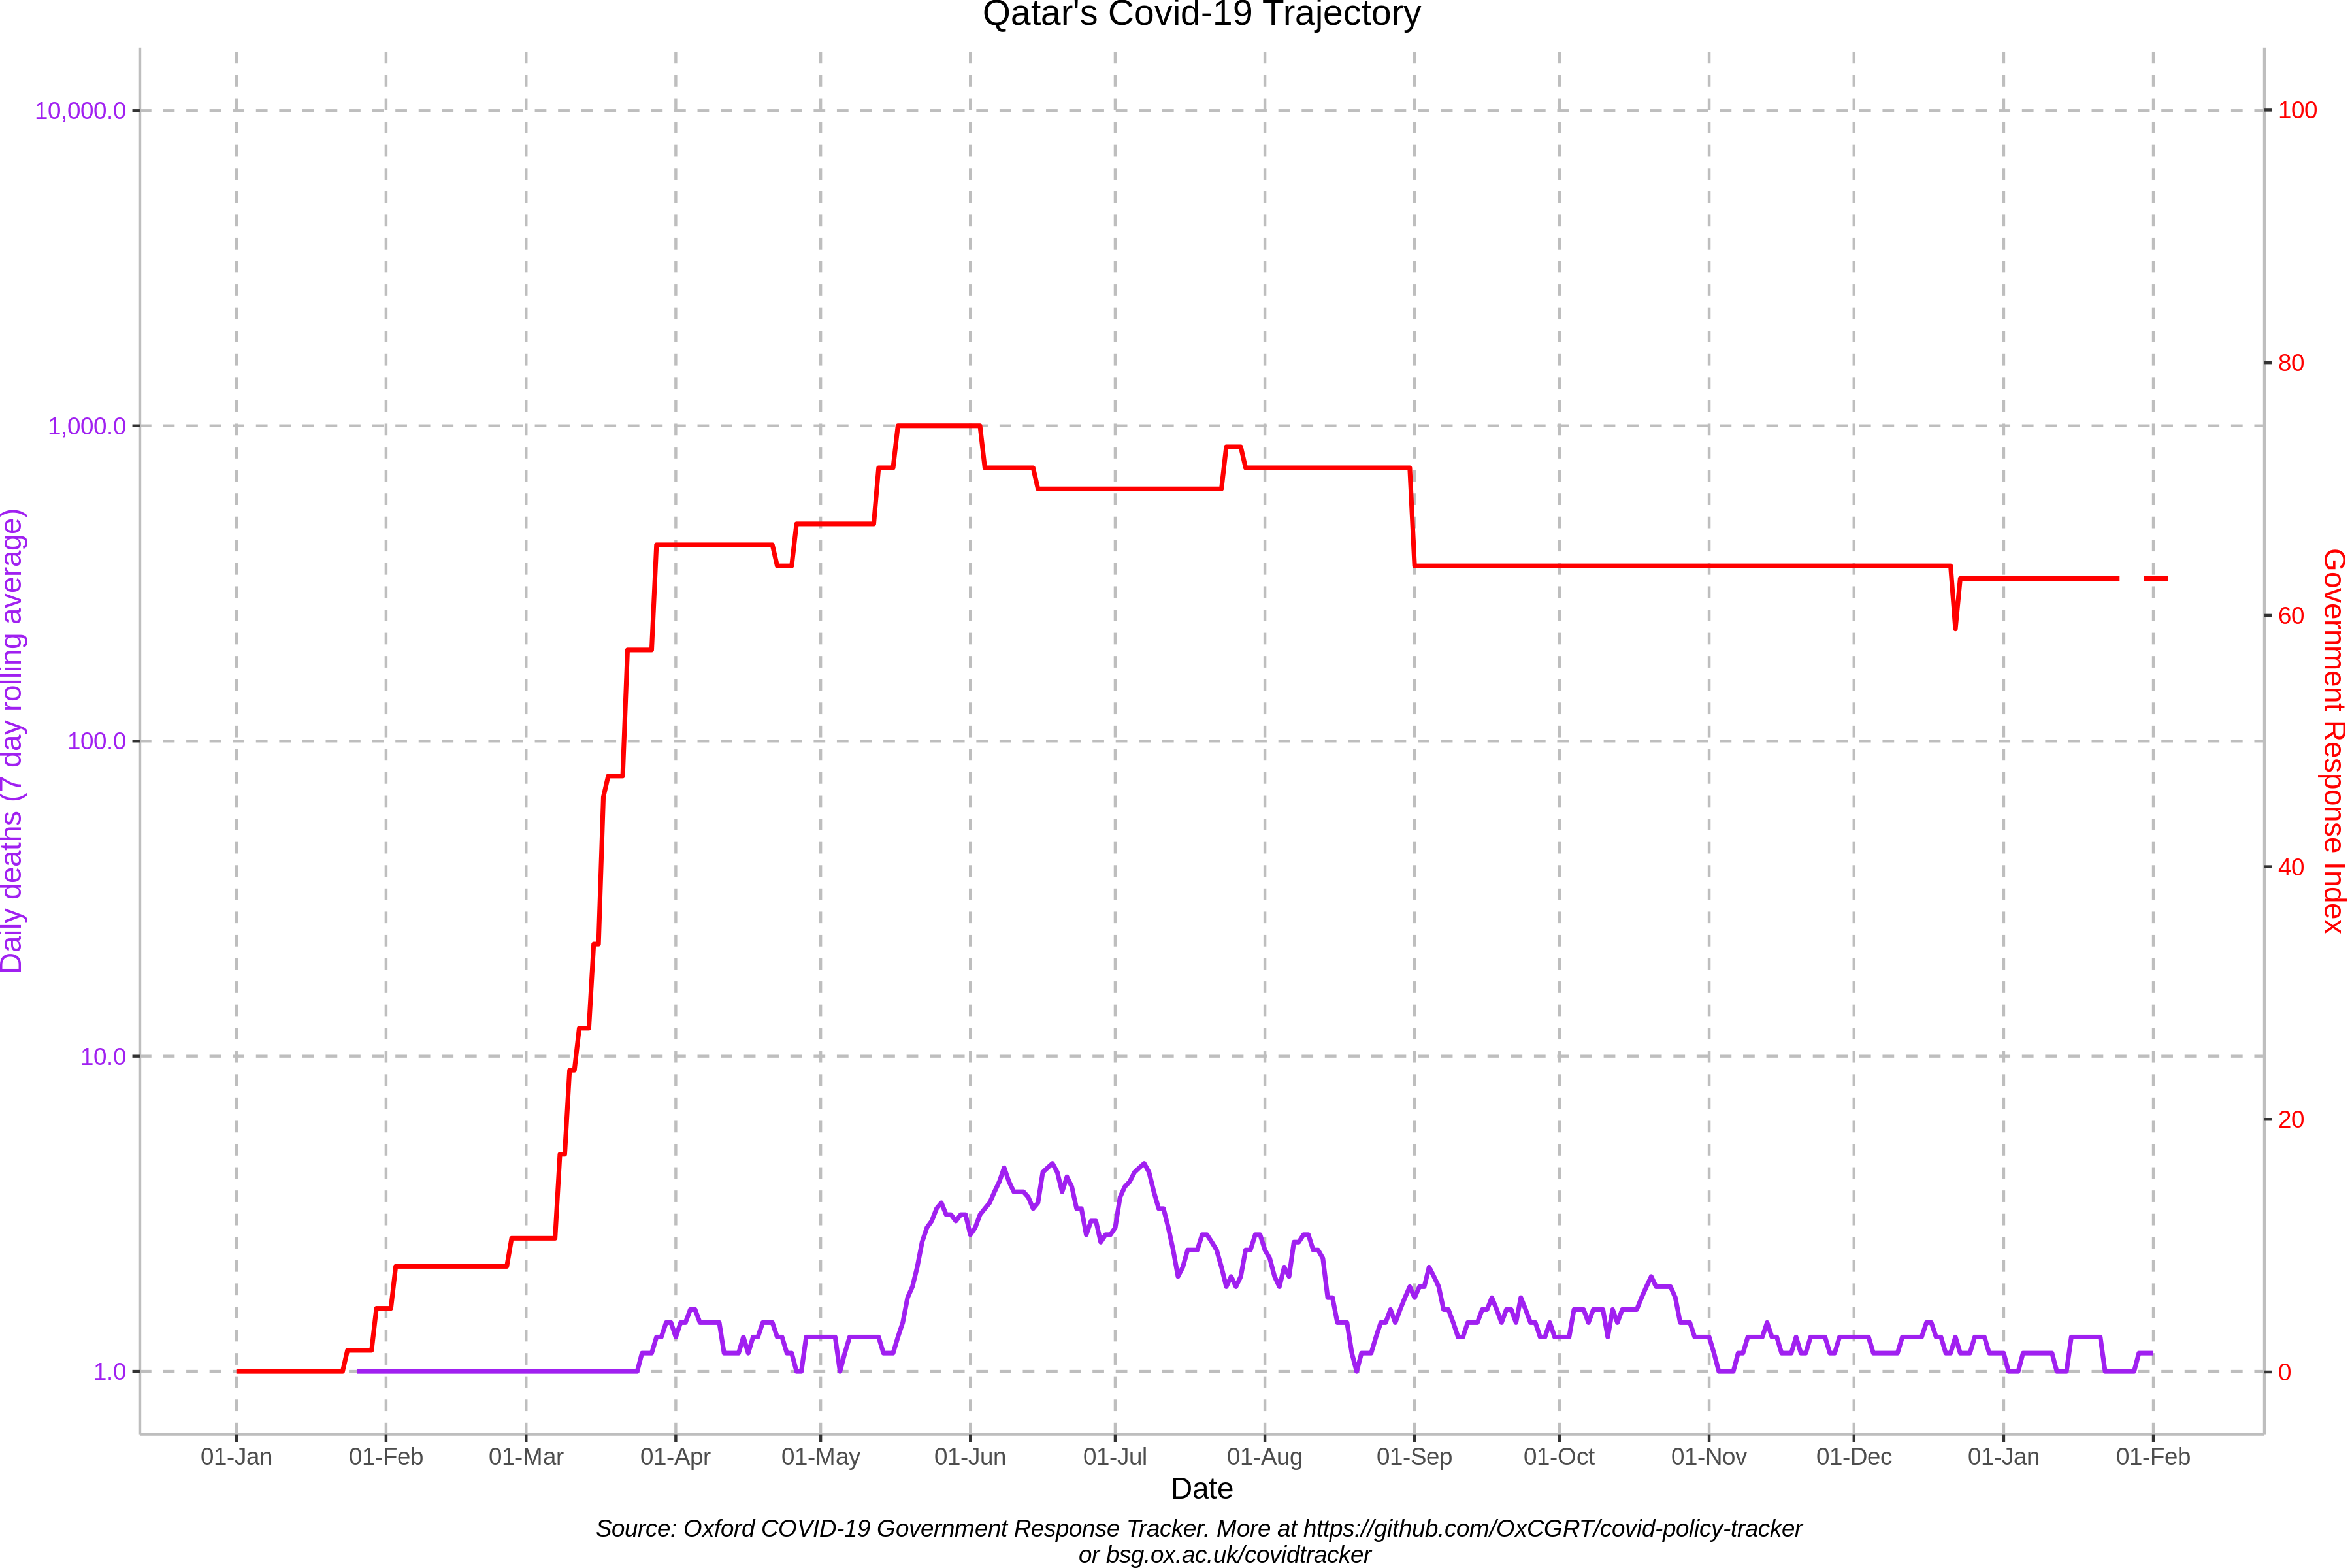 Qatar's Covid-19 Trajectory
10,000.0
1,000.0
100.0
10.0
1.0
Daily deaths (7 day rolling average)
100
80
60
40
20
0
Government Response Index
01-Jan
01-Feb
01-Mar
01-Apr
01-May
01-Jun
01-Jul
01-Aug
01-Sep
01-Oct
01-Nov
01-Dec
01-Jan
01-Feb
Date
Source: Oxford COVID-19 Government Response Tracker. More at https://github.com/OxCGRT/covid-policy-tracker
or bsg.ox.ac.uk/covidtracker